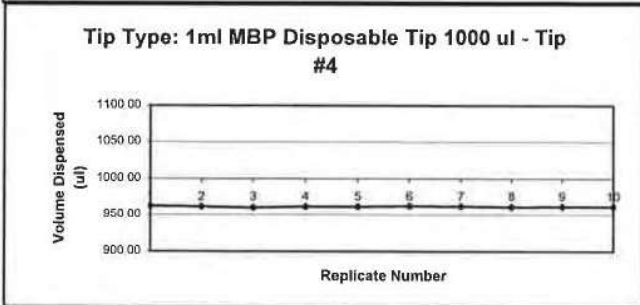 Tip Type: 1ml MBP Disposable Tip 1000 ul - Tip
#4
1100 00
1050 00
1000 00
950 00
900 00
Volume Dispensed
(ul)
1 2 3 4 5 6 7 8 9 10
Replicate Number